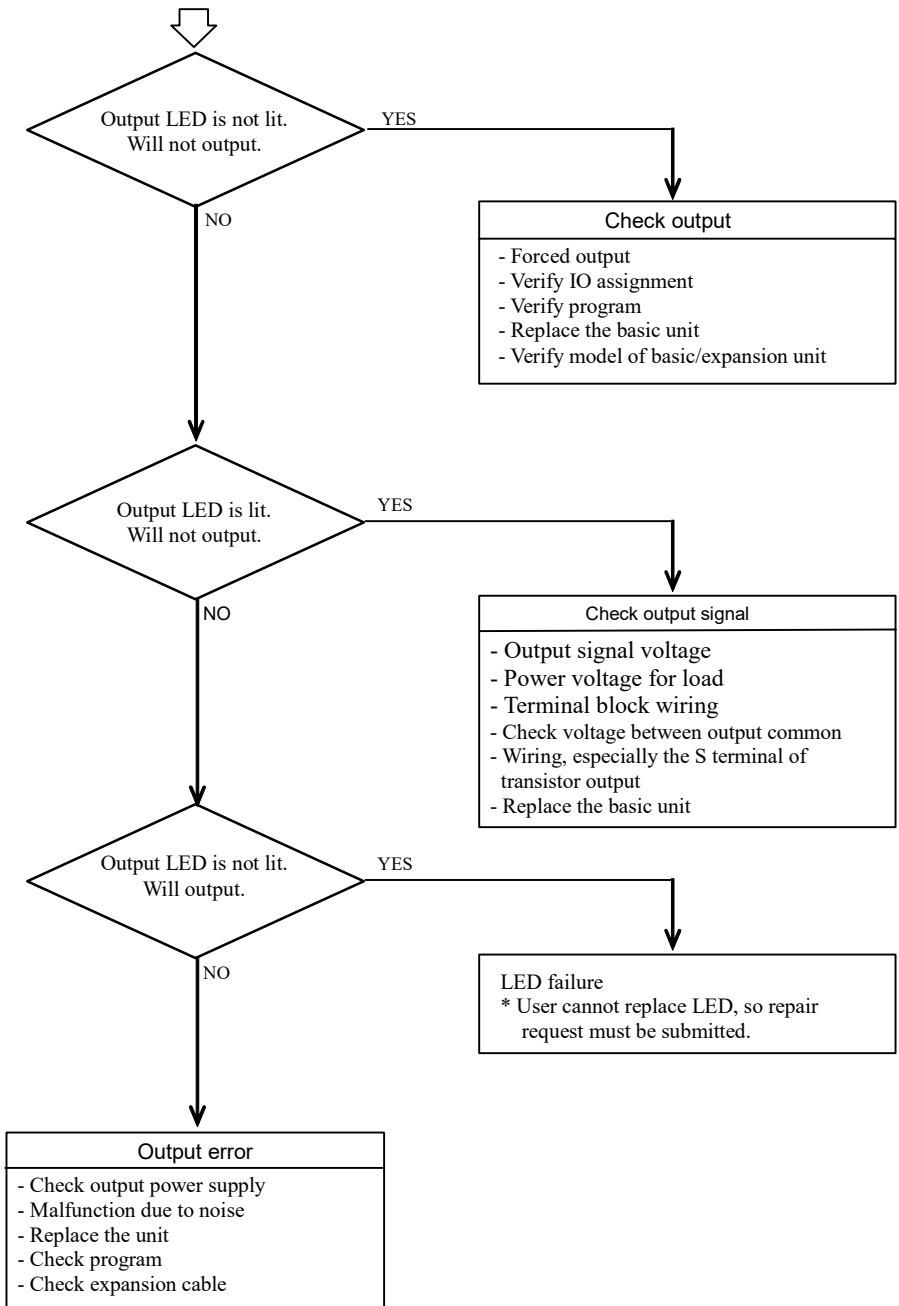 Output LED is not lit.
Will not output.
YES
NO
Check output
- Forced output
- Verify IO assignment
- Verify program
- Replace the basic unit
- Verify model of basic/expansion unit
Output LED is lit.
Will not output.
YES
NO
Check output signal
- Output signal voltage
- Power voltage for load
- Terminal block wiring
- Check voltage between output common
- Wiring, especially the S terminal of
transistor output
- Replace the basic unit
Output LED is not lit.
Will output.
YES
NO
LED failure
* User cannot replace LED, so repair
request must be submitted.
Output error
- Check output power supply
- Malfunction due to noise
- Replace the unit
- Check program
- Check expansion cable